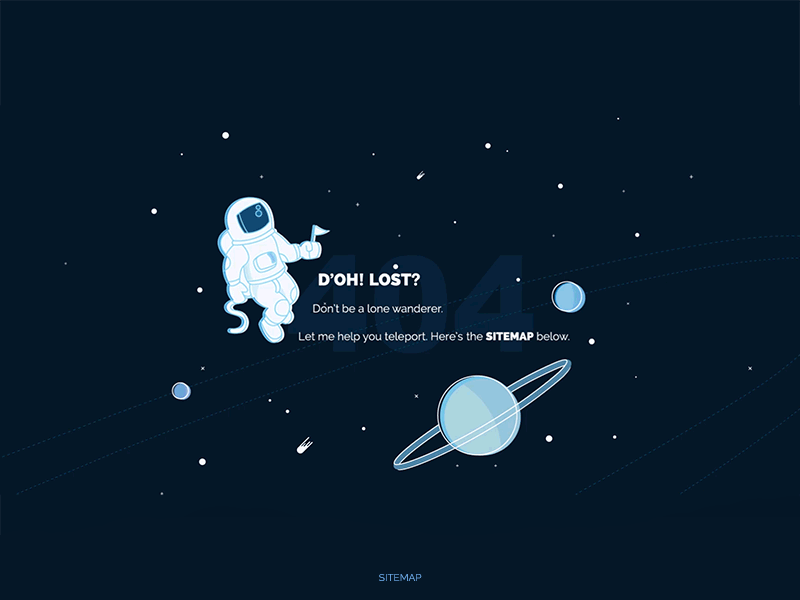 404
D'OH! LOST?
Don't be a lone wanderer.
Let me help you teleport. Here's the SITEMAP below.
SITEMAP